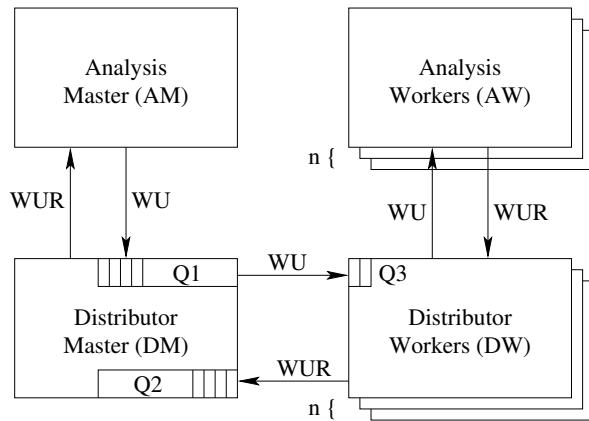 Analysis
Master (AM)
Analysis
Workers (AW)
n {
WUR
WU
WU
WUR
Q1
WU
Q3
Distributor
Master (DM)
Distributor
Workers (DW)
WUR
Q2
n {